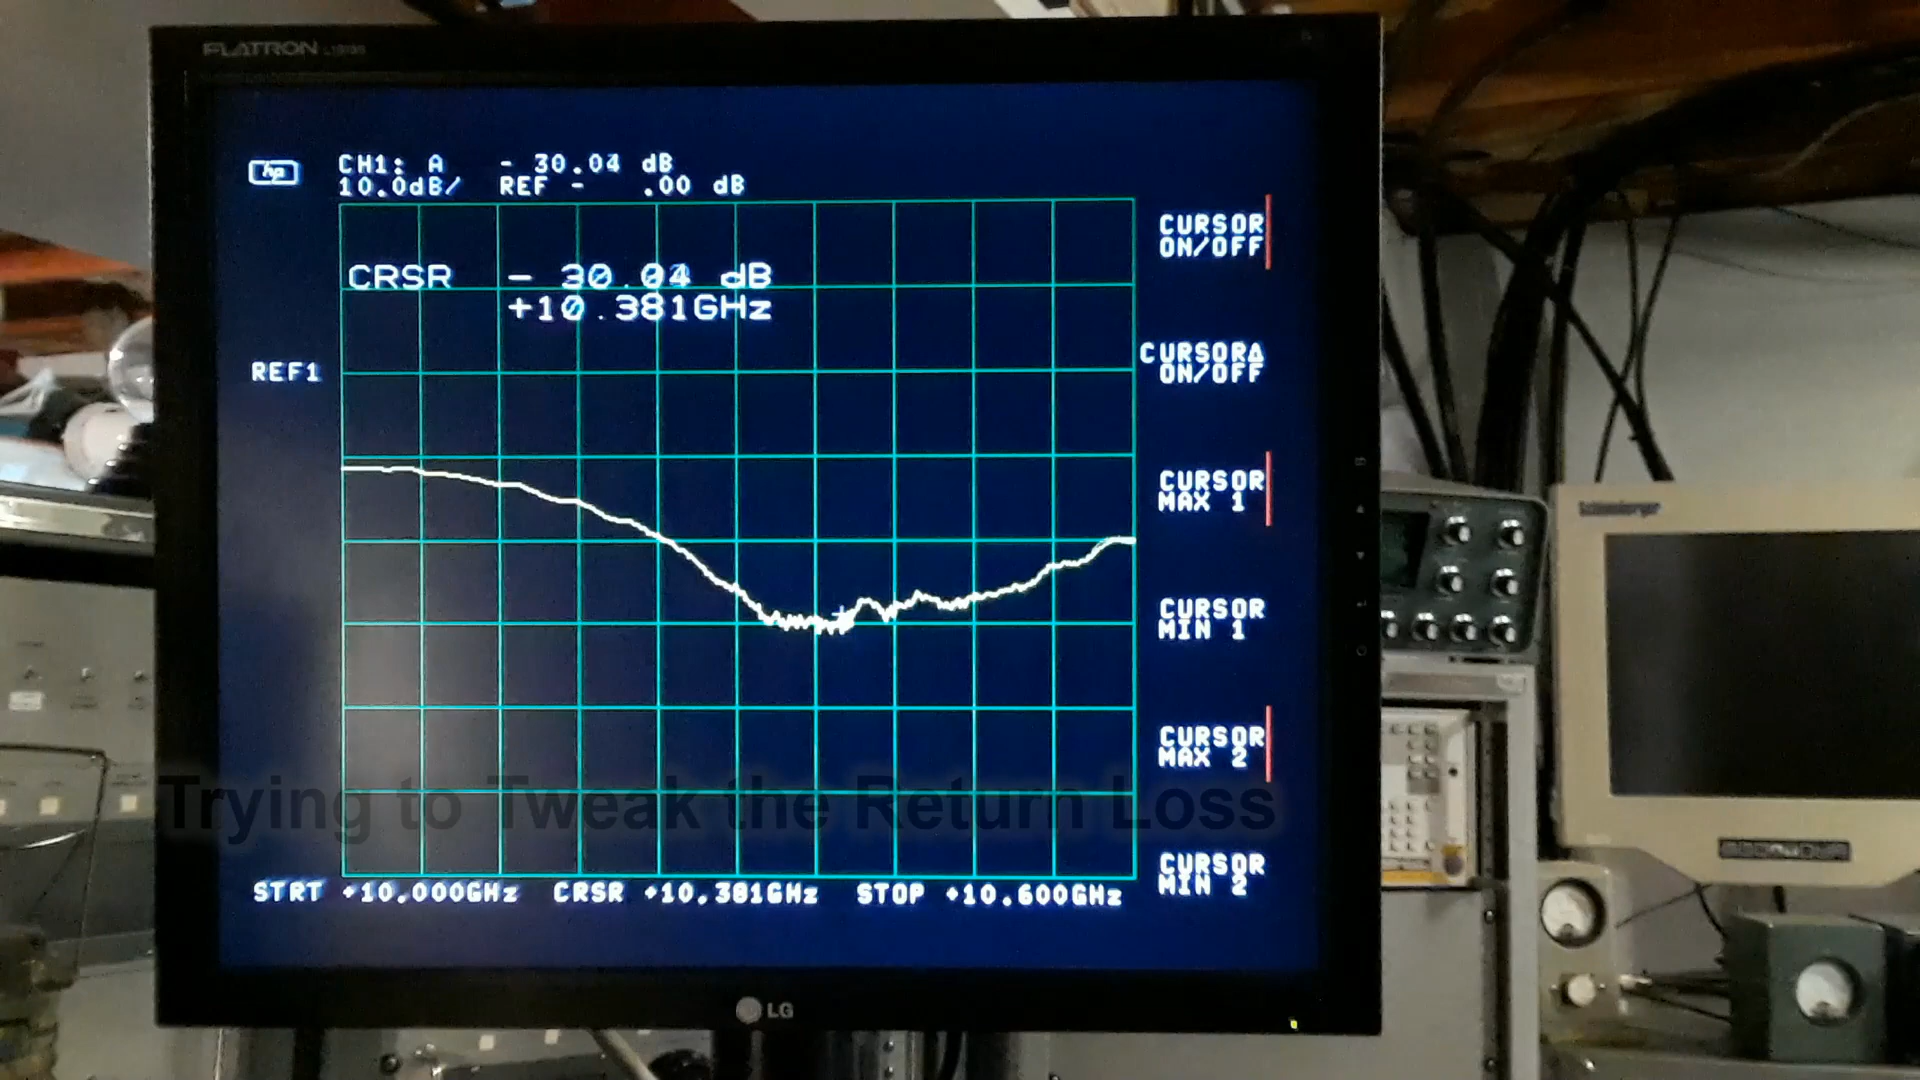 FLATRON
hp
CH1: A - 30.04 dB
10.0dB/ REF - .00 dB
CRSR - 30.04 dB
+10.381GHz
REF1
CURSOR
ON/OFF
CURSORΔ
ON/OFF
CURSOR
MAX 1
CURSOR
MIN 1
CURSOR
MAX 2
CURSOR
MIN 2
Trying to Tweak the Return Loss
STRT +10.000GHz CRSR +10.381GHz STOP +10.600GHz
LG